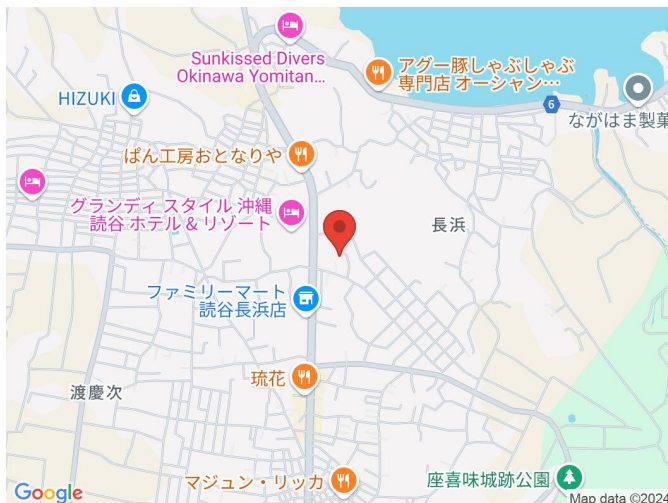 Sunkissed Divers
Okinawa Yomitan...
アグー豚しゃぶしゃぶ
専門店 オーシャン…
HIZUKI
6
ながはま製菓
ぱん工房おとなりや
グランディ スタイル 沖縄
読谷 ホテル & リゾート
長浜
ファミリーマート
読谷長浜店
琉花
渡慶次
マジュン・リッカ
座喜味城跡公園
Google
Map data ©2024